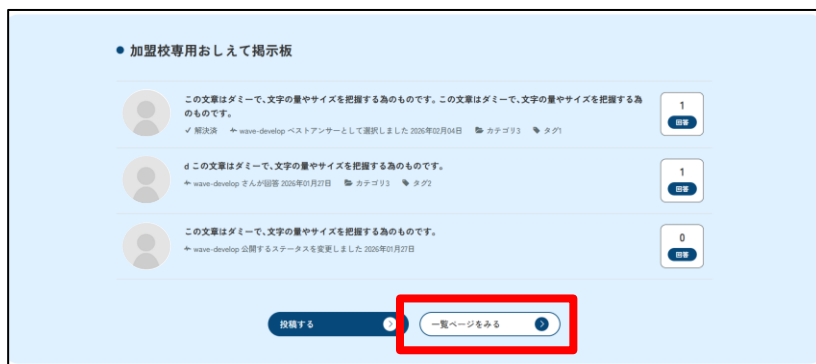 加盟校専用おしえて掲示板
この文章はダミーで、文字の量やサイズを把握する為のものです。この文章はダミーで、文字の量やサイズを把握する為
のものです。
解決済 wave-develop ベストアンサーとして選択しました 2026年02月04日 カテゴリ3 タグ1
1
回答
d この文章はダミーで、文字の量やサイズを把握する為のものです。
wave-develop さんが回答 2026年01月27日 カテゴリ3 タグ2
1
回答
この文章はダミーで、文字の量やサイズを把握する為のものです。
wave-develop 公開するステータスを変更しました 2026年01月27日
0
回答
投稿する
一覧ページをみる